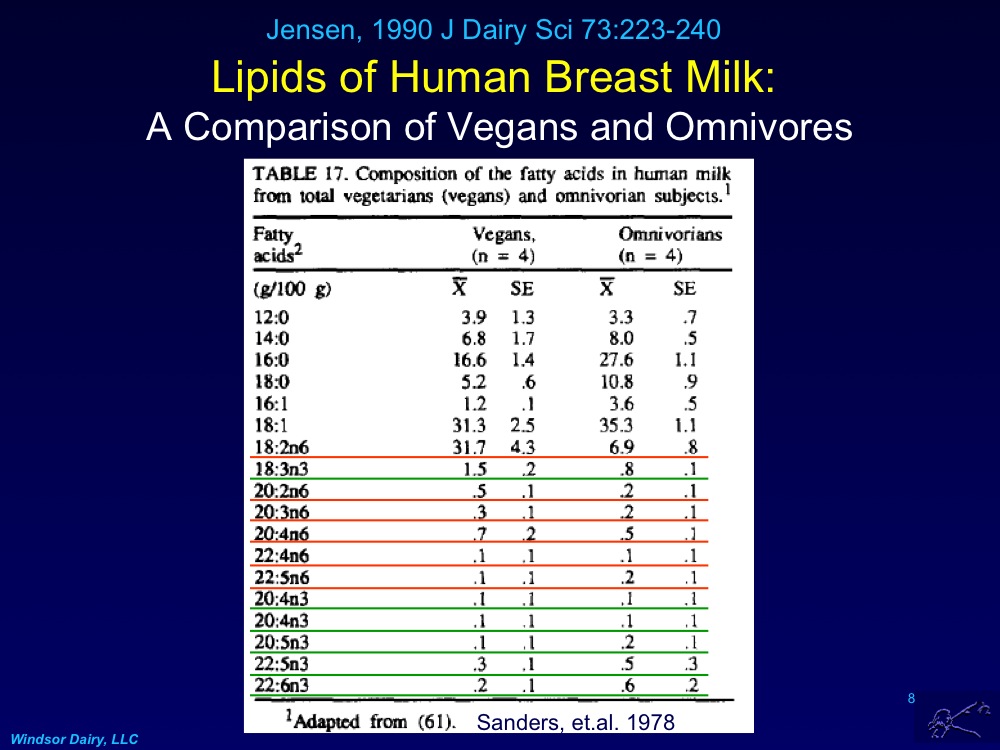 Jensen, 1990 J Dairy Sci 73:223-240
Lipids of Human Breast Milk:
A Comparison of Vegans and Omnivores
TABLE 17. Composition of the fatty acids in human milk
from total vegetarians (vegans) and omnivorian subjects.1
Fatty Vegans, Omnivorians
acids2 (n = 4) (n = 4)
(g/100 g) X̅ SE X̅ SE
12:0 3.9 1.3 3.3 .7
14:0 6.8 1.7 8.0 .5
16:0 16.6 1.4 27.6 1.1
18:0 5.2 .6 10.8 .9
16:1 1.2 .1 3.6 .5
18:1 31.3 2.5 35.3 1.1
18:2n6 31.7 4.3 6.9 .8
18:3n3 1.5 .2 .8 .1
20:2n6 .5 .1 .2 .1
20:3n6 .3 .1 .2 .1
20:4n6 .7 .2 .5 .1
22:4n6 .1 .1 .1 .1
22:5n6 .1 .1 .2 .1
20:4n3 .1 .1 .1 .1
20:4n3 .1 .1 .1 .1
20:5n3 .1 .1 .2 .1
22:5n3 .3 .1 .5 .3
22:6n3 .2 .1 .6 .2
1Adapted from (61). Sanders, et.al. 1978
8
Windsor Dairy, LLC